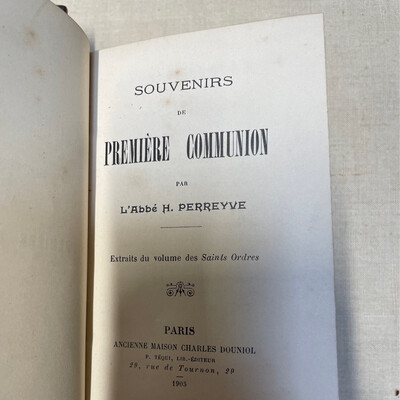 SOUVENIRS
DE
PREMIÈRE COMMUNION
PAR
L'Abbé H. PERREYVE
Extraits du volume des Saints Ordres
PARIS
ANCIENNE MAISON CHARLES DOUNIOL
P. TÉQUI, LIB.-ÉDITEUR
29, rue de Tournon, 29
1905